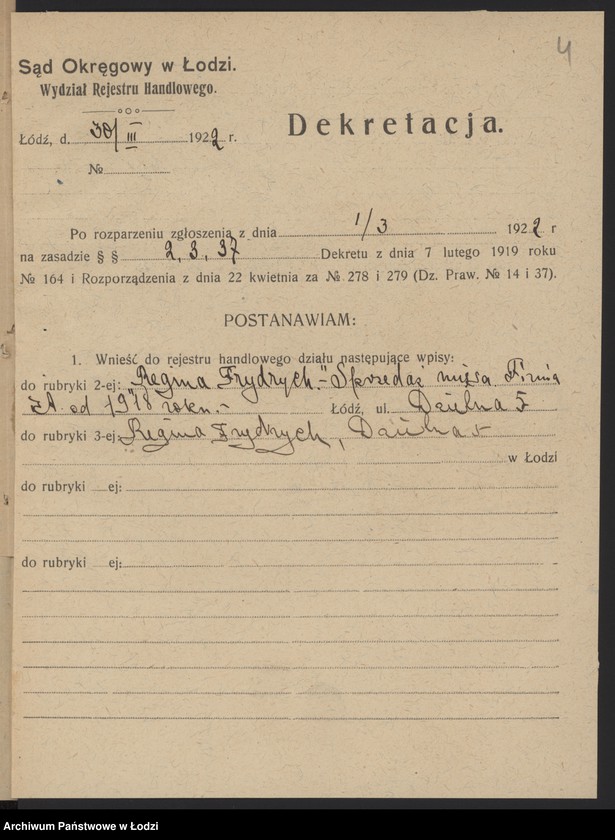 4
Sąd Okręgowy w Łodzi.
Wydział Rejestru Handlowego.
Dekretacja.
Łódź, d. 30/III 1922 r.
№
Po rozparzeniu zgłoszenia z dnia 1/3 1922 r
na zasadzie § § 2, 3, 37 Dekretu z dnia 7 lutego 1919 roku
№ 164 i Rozporządzenia z dnia 22 kwietnia za № 278 i 279 (Dz. Praw. № 14 i 37).
POSTANAWIAM:
1. Wnieść do rejestru handlowego działu następujące wpisy:
do rubryki 2-ej: „Regina Frydrych." Sprzedaż mięsa Firma
od 1918 roku.- Łódź, ul. Dzielna 5
do rubryki 3-ej Regina Frydrych, Dzielna 5
w Łodzi
do rubryki ej:
do rubryki ej:
Archiwum Państwowe w Łodzi